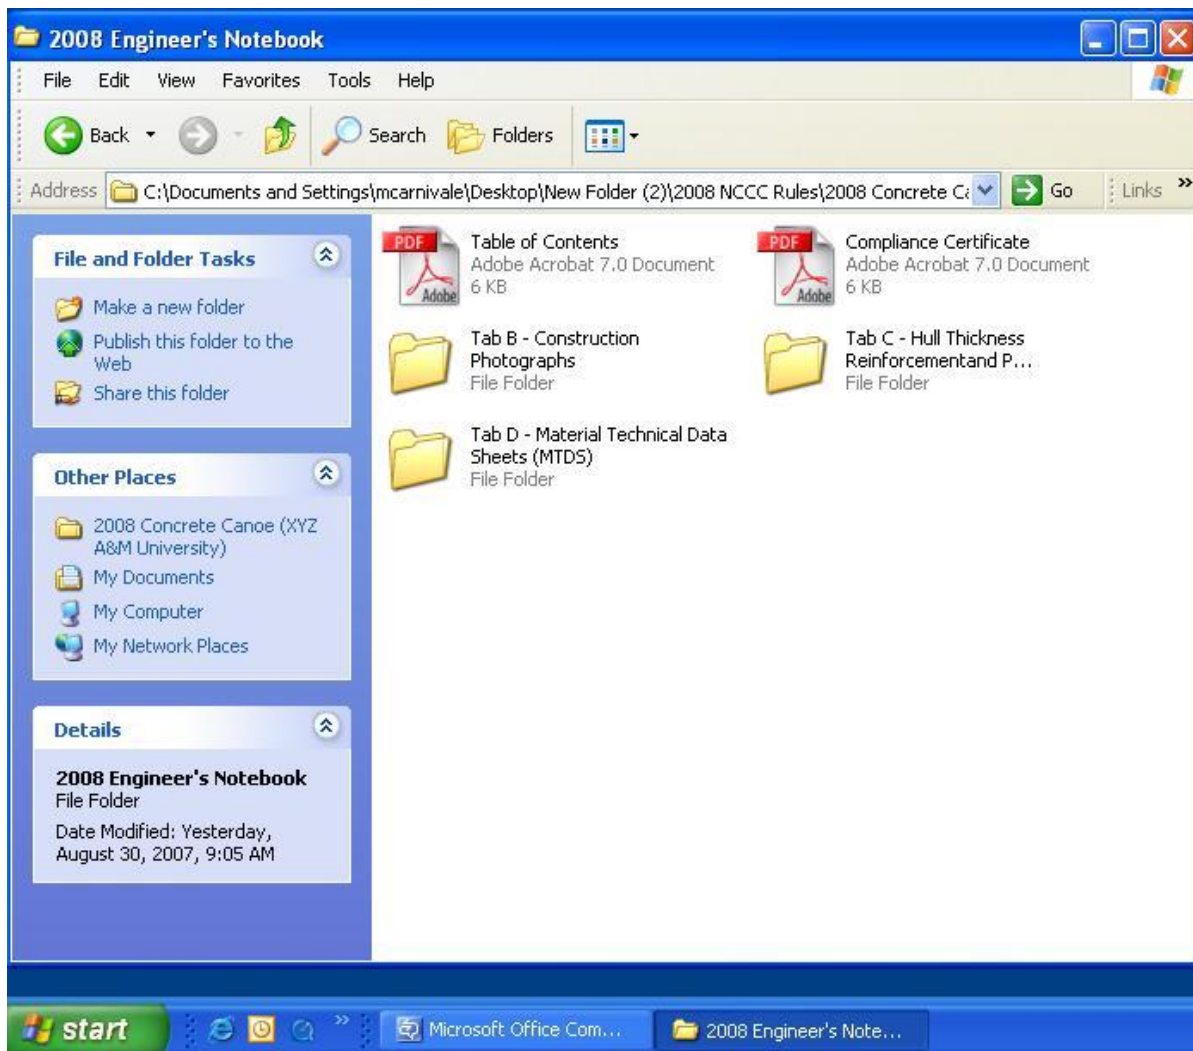 2008 Engineer's Notebook
File Edit View Favorites Tools Help
Back Search Folders
Address C:\Documents and Settings\mcarnivale\Desktop\New Folder (2)\2008 NCCC Rules\2008 Concrete Ca Go Links »
File and Folder Tasks
Make a new folder
Publish this folder to the
Web
Share this folder
Other Places
2008 Concrete Canoe (XYZ
A&M University)
My Documents
My Computer
My Network Places
Details
2008 Engineer's Notebook
File Folder
Date Modified: Yesterday,
August 30, 2007, 9:05 AM
PDF
Adobe
Table of Contents
Adobe Acrobat 7.0 Document
6 KB
PDF
Adobe
Compliance Certificate
Adobe Acrobat 7.0 Document
6 KB
Tab B - Construction
Photographs
File Folder
Tab C - Hull Thickness
Reinforcementand P...
File Folder
Tab D - Material Technical Data
Sheets (MTDS)
File Folder
start » Microsoft Office Com... 2008 Engineer's Note...